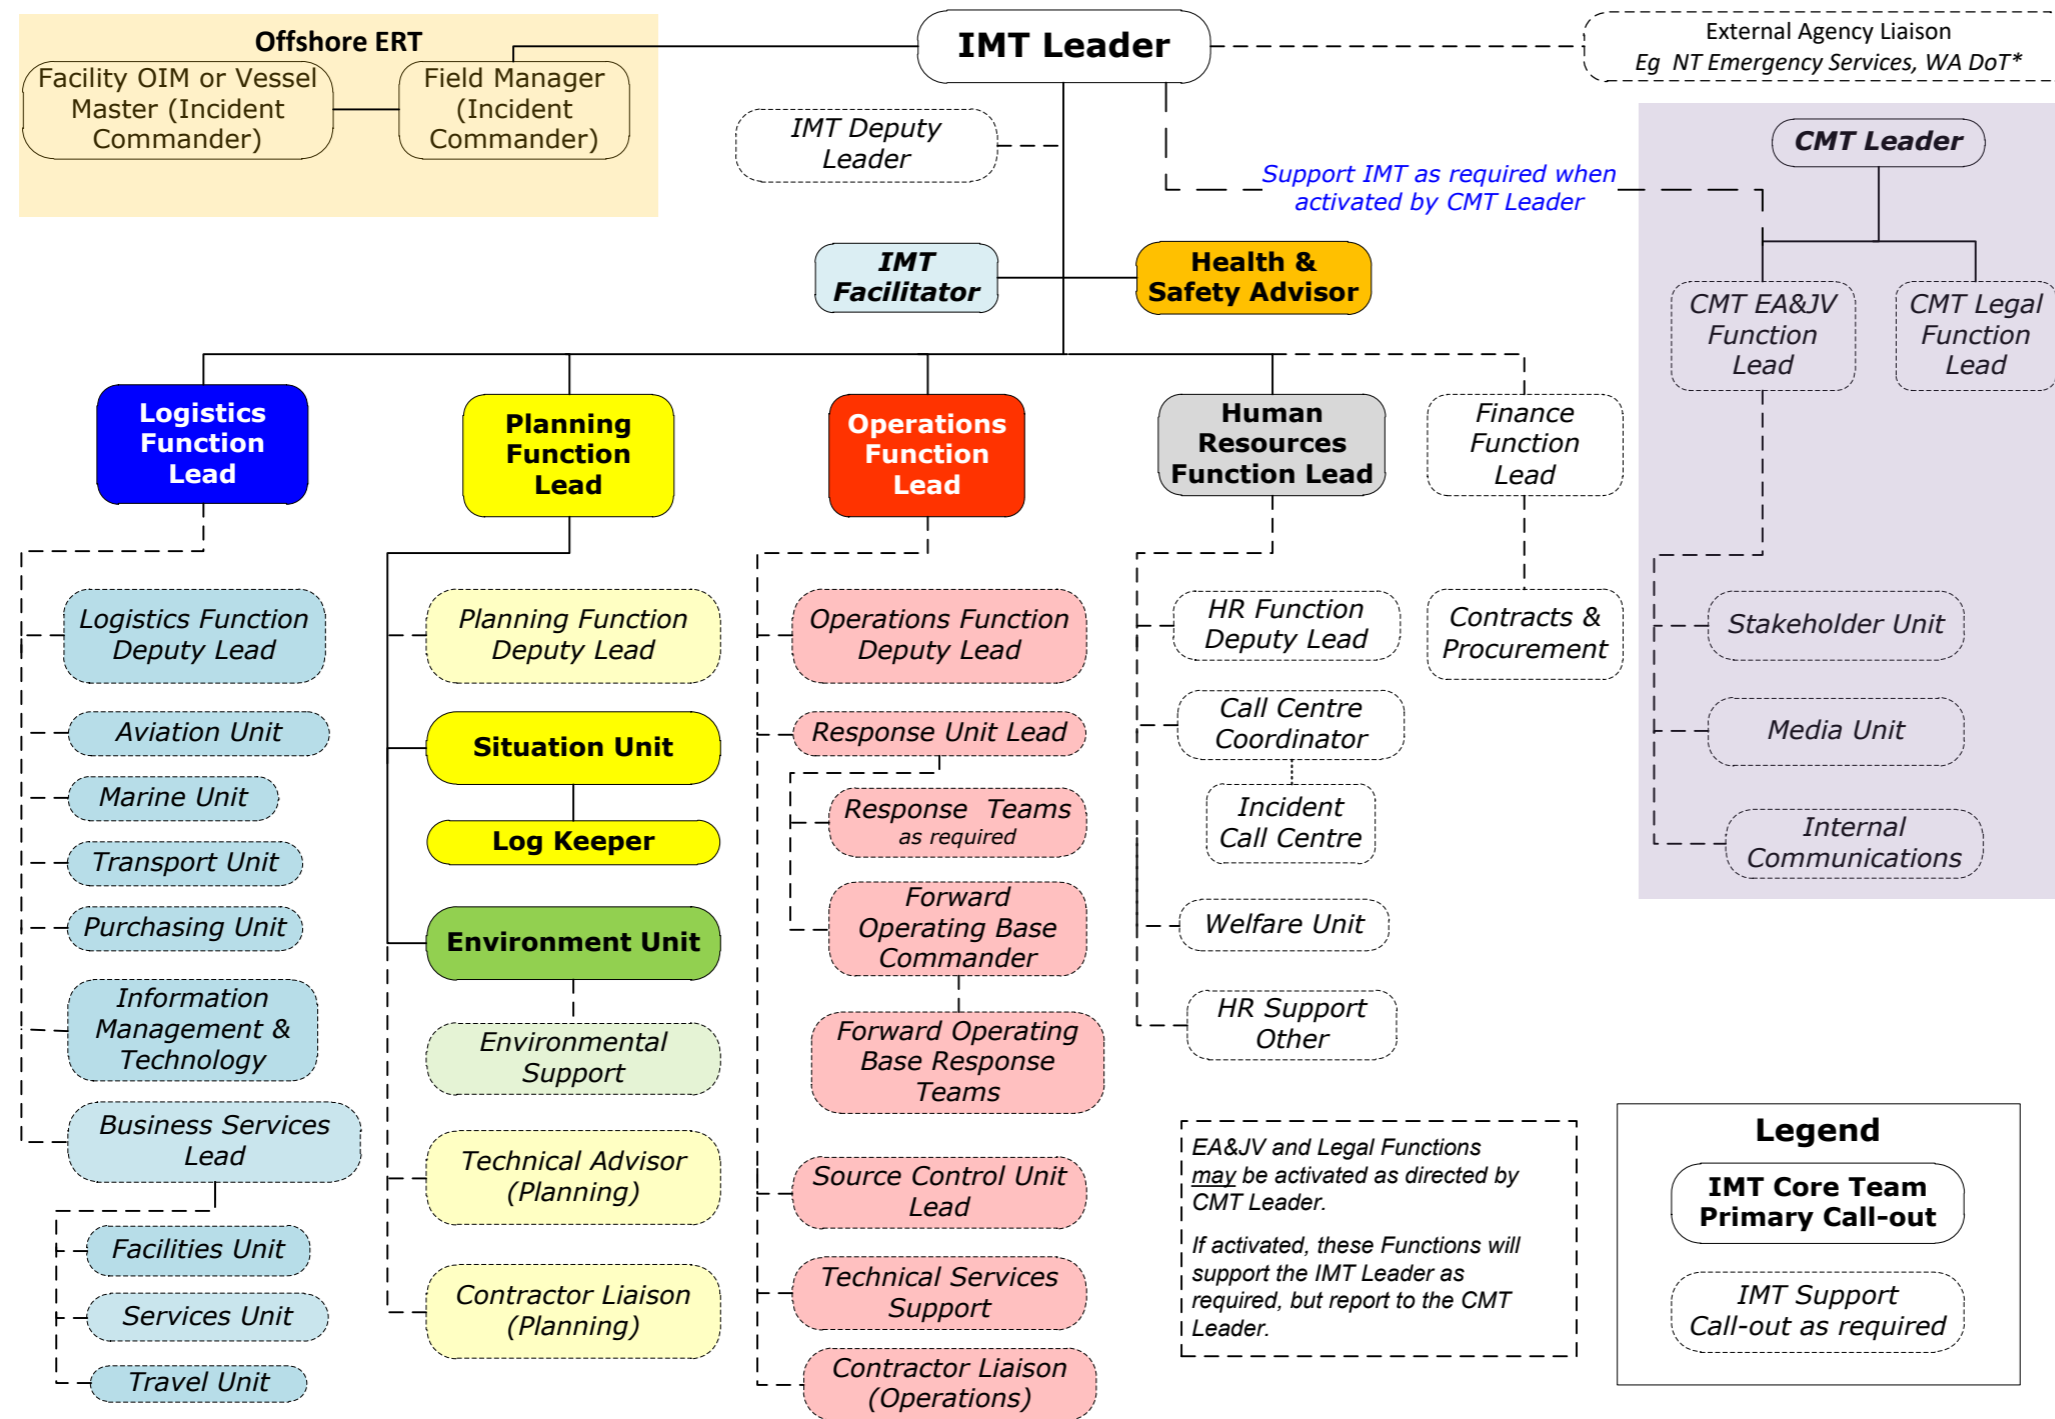 Offshore ERT
Facility OIM or Vessel
Master (Incident
Commander)
Field Manager
(Incident
Commander)
IMT Leader
External Agency Liaison
Eg NT Emergency Services, WA DoT*
IMT Deputy
Leader
Support IMT as required when
activated by CMT Leader
CMT Leader
IMT
Facilitator
Health &
Safety Advisor
CMT EA&JV
Function
Lead
CMT Legal
Function
Lead
Logistics
Function
Lead
Planning
Function
Lead
Operations
Function
Lead
Human
Resources
Function Lead
Finance
Function
Lead
Logistics Function
Deputy Lead
Aviation Unit
Marine Unit
Transport Unit
Purchasing Unit
Information
Management &
Technology
Business Services
Lead
Facilities Unit
Services Unit
Travel Unit
Planning Function
Deputy Lead
Situation Unit
Log Keeper
Environment Unit
Environmental
Support
Technical Advisor
(Planning)
Contractor Liaison
(Planning)
Operations Function
Deputy Lead
Response Unit Lead
Response Teams
as required
Forward
Operating Base
Commander
Forward Operating
Base Response
Teams
Source Control Unit
Lead
Technical Services
Support
Contractor Liaison
(Operations)
HR Function
Deputy Lead
Call Centre
Coordinator
Incident
Call Centre
Welfare Unit
HR Support
Other
Contracts &
Procurement
Stakeholder Unit
Media Unit
Internal
Communications
EA&JV and Legal Functions
may be activated as directed by
CMT Leader.
If activated, these Functions will
support the IMT Leader as
required, but report to the CMT
Leader.
Legend
IMT Core Team
Primary Call-out
IMT Support
Call-out as required